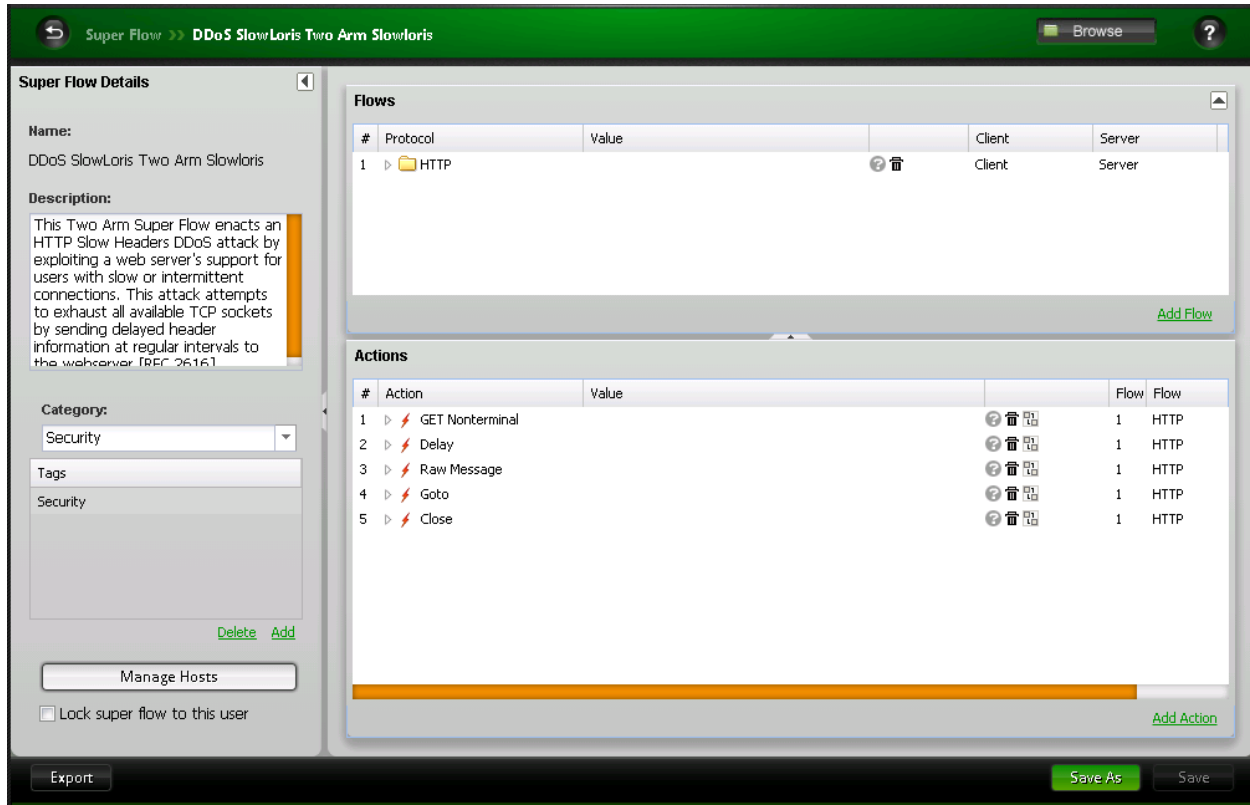 Super Flow >> DDoS SlowLoris Two Arm Slowloris
Browse
?
Super Flow Details
Name:
DDoS SlowLoris Two Arm Slowloris
Description:
This Two Arm Super Flow enacts an
HTTP Slow Headers DDoS attack by
exploiting a web server's support for
users with slow or intermittent
connections. This attack attempts
to exhaust all available TCP sockets
by sending delayed header
information at regular intervals to
the webserver [RFC 2616]
Category:
Security
Tags
Security
Delete Add
Manage Hosts
Lock super flow to this user
Flows
# Protocol Value Client Server
1 HTTP ? Client Server
Add Flow
Actions
# Action Value Flow Flow
1 GET Nonterminal ? 1 HTTP
2 Delay ? 1 HTTP
3 Raw Message ? 1 HTTP
4 Goto ? 1 HTTP
5 Close ? 1 HTTP
Add Action
Export
Save As Save